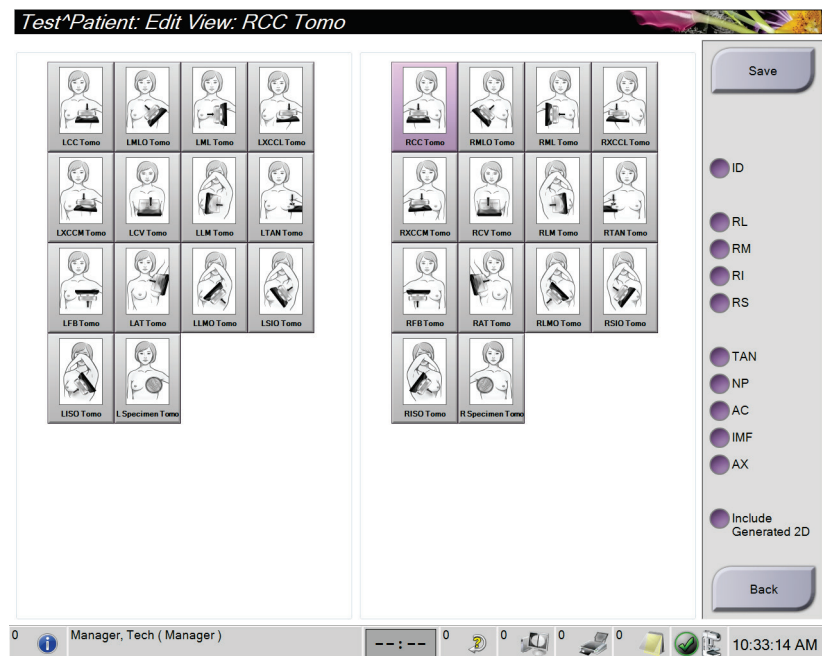 Test^Patient: Edit View: RCC Tomo
LCC Tomo
LMLO Tomo
LML Tomo
LXCCL Tomo
LXCCM Tomo
LCV Tomo
LLM Tomo
LTAN Tomo
LFB Tomo
LAT Tomo
LLMO Tomo
LSIO Tomo
LISO Tomo
L Specimen Tomo
RCC Tomo
RMLO Tomo
RML Tomo
RXCCL Tomo
RXCCM Tomo
RCV Tomo
RLM Tomo
RTAN Tomo
RFB Tomo
RAT Tomo
RLMO Tomo
RSIO Tomo
RISO Tomo
R Specimen Tomo
Save
ID
RL
RM
RI
RS
TAN
NP
AC
IMF
AX
Include
Generated 2D
Back
0
Manager, Tech ( Manager )
--:--
0
0
0
0
10:33:14 AM